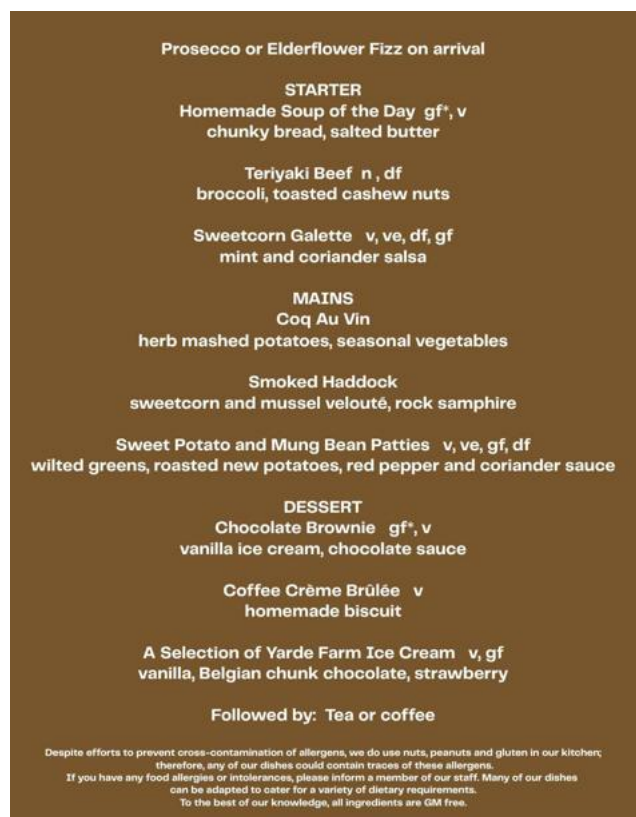 Prosecco or Elderflower Fizz on arrival
STARTER
Homemade Soup of the Day gf*, v
chunky bread, salted butter
Teriyaki Beef n , df
broccoli, toasted cashew nuts
Sweetcorn Galette v, ve, df, gf
mint and coriander salsa
MAINS
Coq Au Vin
herb mashed potatoes, seasonal vegetables
Smoked Haddock
sweetcorn and mussel velouté, rock samphire
Sweet Potato and Mung Bean Patties v, ve, gf, df
wilted greens, roasted new potatoes, red pepper and coriander sauce
DESSERT
Chocolate Brownie gf*, v
vanilla ice cream, chocolate sauce
Coffee Crème Brûlée v
homemade biscuit
A Selection of Yarde Farm Ice Cream v, gf
vanilla, Belgian chunk chocolate, strawberry
Followed by: Tea or coffee
Despite efforts to prevent cross-contamination of allergens, we do use nuts, peanuts and gluten in our kitchen;
therefore, any of our dishes could contain traces of these allergens.
If you have any food allergies or intolerances, please inform a member of our staff. Many of our dishes
can be adapted to cater for a variety of dietary requirements.
To the best of our knowledge, all ingredients are GM free.